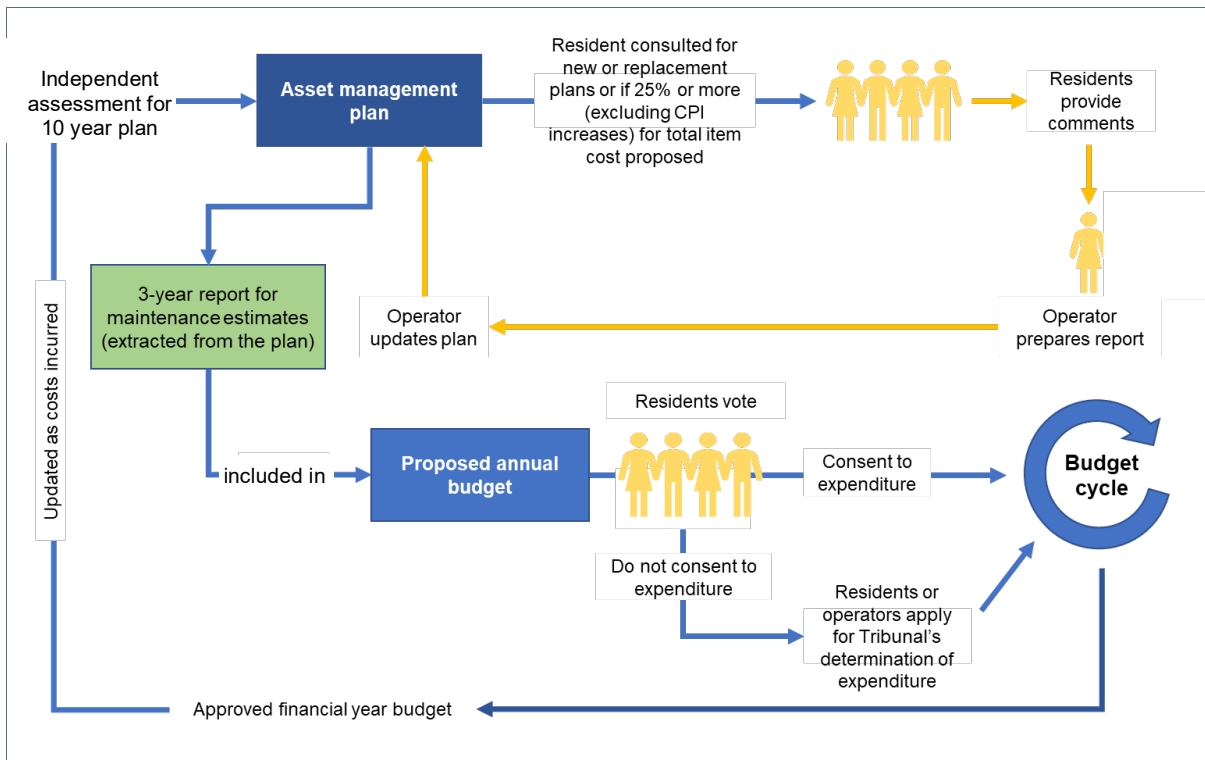 Independent
assessment for
10 year plan
Asset management
plan
Resident consulted for
new or replacement
plans or if 25% or more
(excluding CPI
increases) for total item
cost proposed
Residents
provide
comments
Operator
prepares report
Operator
updates plan
3-year report for
maintenance estimates
(extracted from the plan)
Updated as costs incurred
included in
Proposed annual
budget
Residents vote
Consent to
expenditure
Budget
cycle
Do not consent to
expenditure
Residents or
operators apply
for Tribunal’s
determination of
expenditure
Approved financial year budget